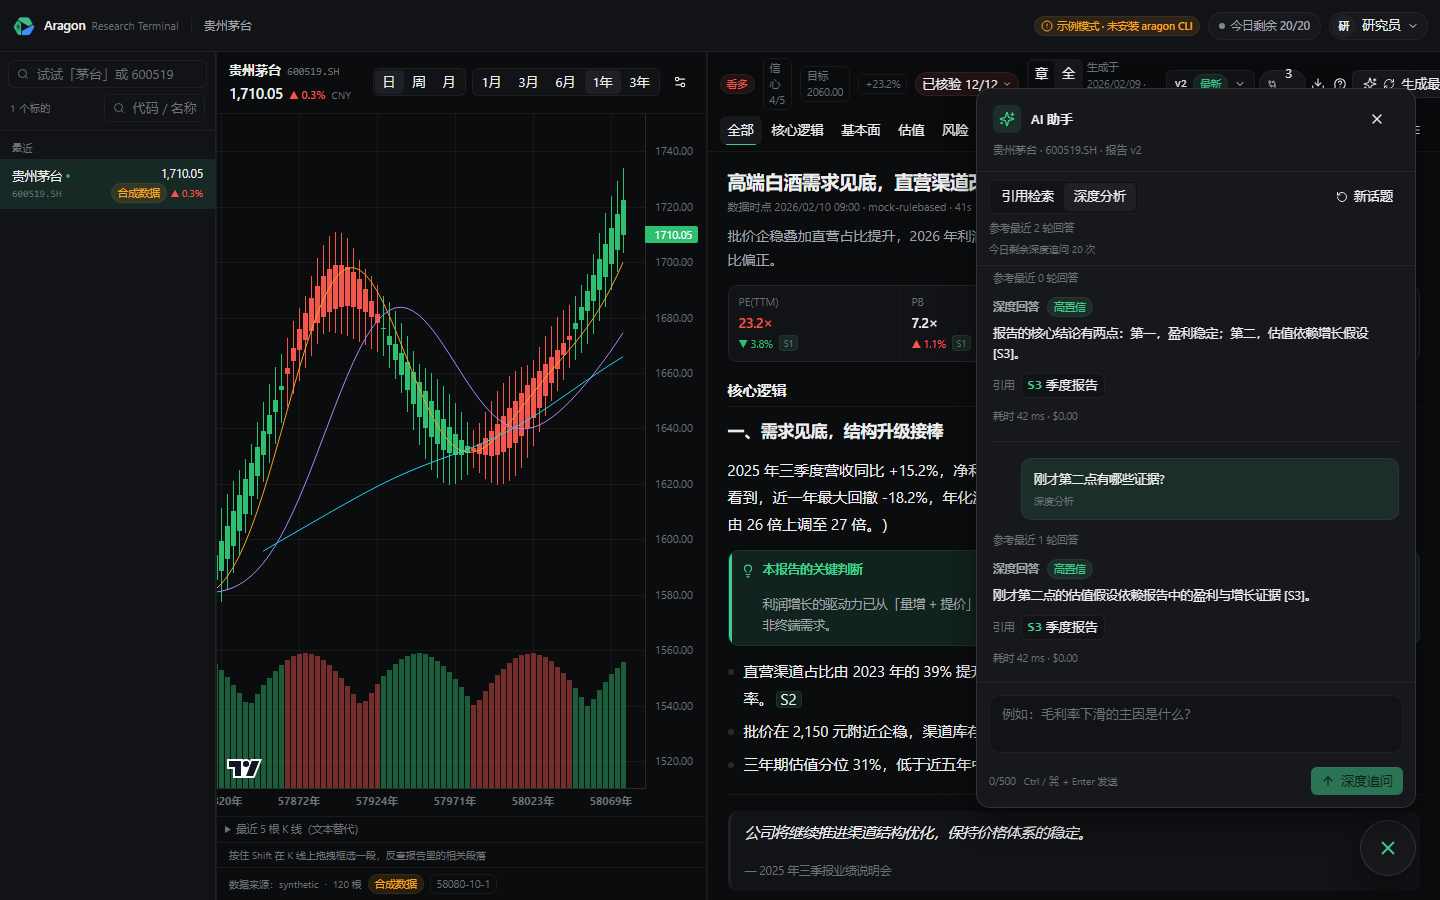 Aragon Research Terminal 贵州茅台
示例模式 · 未安装 aragon CLI
今日剩余 20/20
研 研究员
试试「茅台」或 600519
1 个标的
代码 / 名称
最近
贵州茅台 1,710.05
600519.SH 合成数据 ▲ 0.3%
贵州茅台 600519.SH
1,710.05 ▲ 0.3% CNY
日 周 月
1月 3月 6月 1年 3年
1740.00
1720.00
1710.05
1700.00
1680.00
1660.00
1640.00
1620.00
1600.00
1580.00
1560.00
1540.00
1520.00
320年 57872年 57924年 57971年 58023年 58069年
▶ 最近 5 根 K 线（文本替代）
按住 Shift 在 K 线上拖拽框选一段，反查报告里的相关段落
数据来源：synthetic · 120 根 合成数据 58080-10-1
看多
信心 4/5
目标 2060.00
+23.2%
已核验 12/12
章 全
生成于 2026/02/09 ·
v2 最新
3
生成最
全部 核心逻辑 基本面 估值 风险
高端白酒需求见底，直营渠道改
数据时点 2026/02/10 09:00 · mock-rulebased · 41s
批价企稳叠加直营占比提升，2026 年利润
比偏正。
PE(TTM) PB
23.2× 7.2×
▼ 3.8% S1 ▲ 1.1% S1
核心逻辑
一、需求见底，结构升级接棒
2025 年三季度营收同比 +15.2%，净利
看到，近一年最大回撤 -18.2%，年化波
由 26 倍上调至 27 倍。)
本报告的关键判断
利润增长的驱动力已从「量增 + 提价」
非终端需求。
直营渠道占比由 2023 年的 39% 提升
率。 S2
批价在 2,150 元附近企稳，渠道库存
三年期估值分位 31%，低于近五年中
公司将继续推进渠道结构优化，保持价格体系的稳定。
— 2025 年三季报业绩说明会
AI 助手
贵州茅台 · 600519.SH · 报告 v2
引用检索 深度分析
新话题
参考最近 2 轮回答
今日剩余深度追问 20 次
参考最近 0 轮回答
深度回答 高置信
报告的核心结论有两点：第一，盈利稳定；第二，估值依赖增长假设
[S3]。
引用 S3 季度报告
耗时 42 ms · $0.00
刚才第二点有哪些证据?
深度分析
参考最近 1 轮回答
深度回答 高置信
刚才第二点的估值假设依赖报告中的盈利与增长证据 [S3]。
引用 S3 季度报告
耗时 42 ms · $0.00
例如：毛利率下滑的主因是什么?
0/500 Ctrl / ⌘ + Enter 发送
深度追问